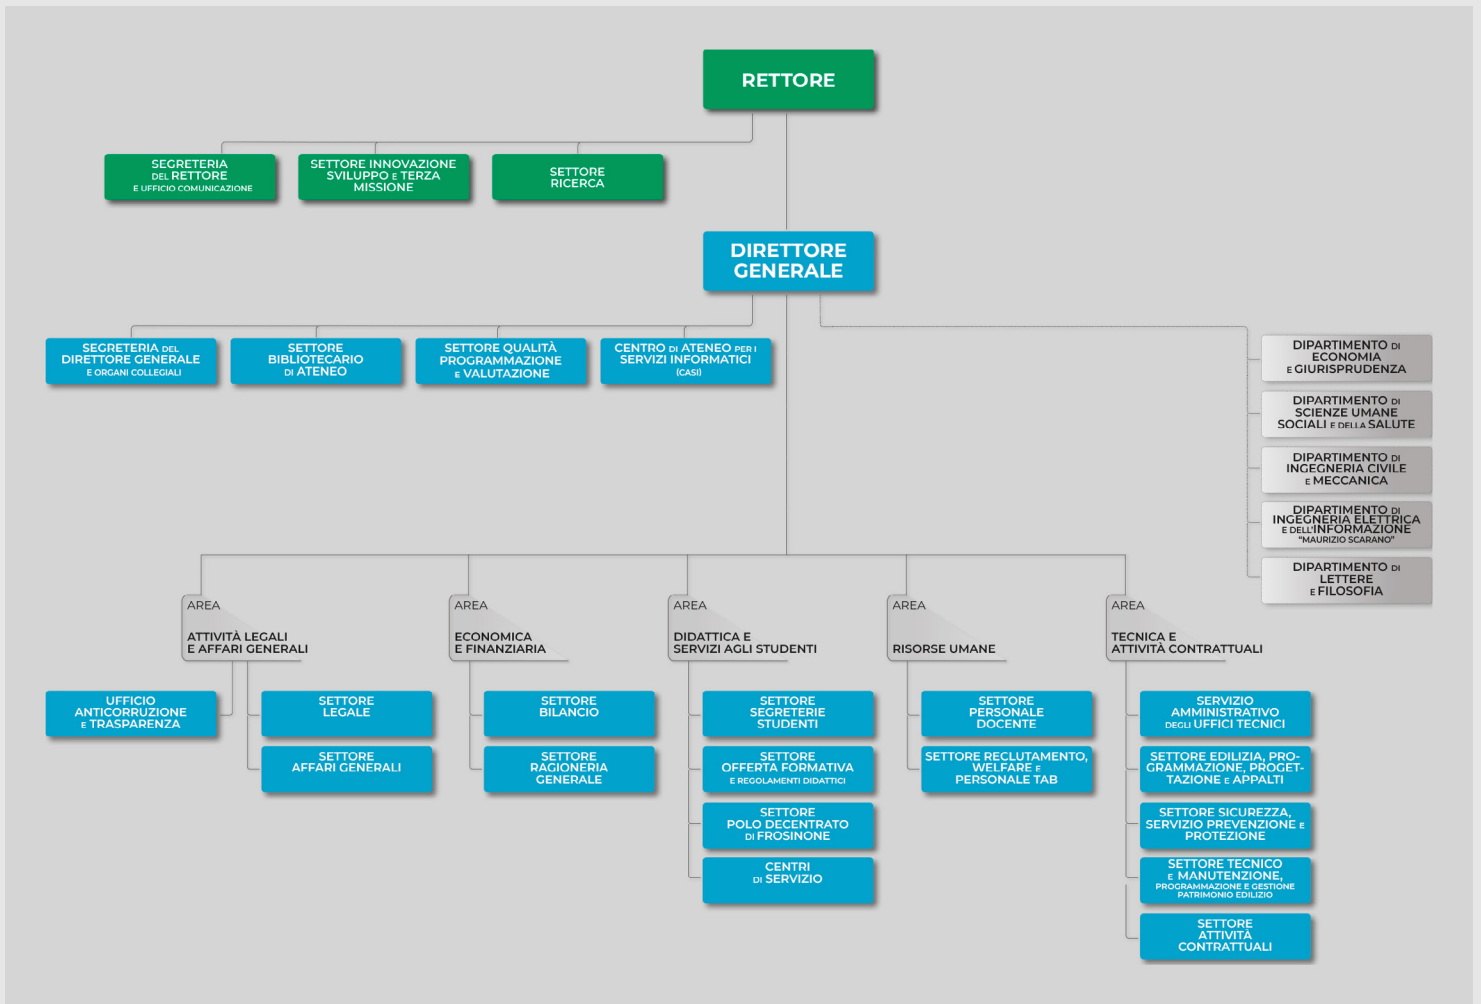 RETTORE
SEGRETERIA
DEL RETTORE
E UFFICIO COMUNICAZIONE
SETTORE INNOVAZIONE
SVILUPPO E TERZA
MISSIONE
SETTORE
RICERCA
DIRETTORE
GENERALE
SEGRETERIA DEL
DIRETTORE GENERALE
E ORGANI COLLEGIALI
SETTORE
BIBLIOTECARIO
DI ATENEO
SETTORE QUALITÀ
PROGRAMMAZIONE
E VALUTAZIONE
CENTRO DI ATENEO PER I
SERVIZI INFORMATICI
(CASI)
DIPARTIMENTO DI
ECONOMIA
E GIURISPRUDENZA
DIPARTIMENTO DI
SCIENZE UMANE
SOCIALI E DELLA SALUTE
DIPARTIMENTO DI
INGEGNERIA CIVILE
E MECCANICA
DIPARTIMENTO DI
INGEGNERIA ELETTRICA
E DELL'INFORMAZIONE
"MAURIZIO SCARANO"
DIPARTIMENTO DI
LETTERE
E FILOSOFIA
AREA
ATTIVITÀ LEGALI
E AFFARI GENERALI
UFFICIO
ANTICORRUZIONE
E TRASPARENZA
SETTORE
LEGALE
SETTORE
AFFARI GENERALI
AREA
ECONOMICA
E FINANZIARIA
SETTORE
BILANCIO
SETTORE
RAGIONERIA
GENERALE
AREA
DIDATTICA E
SERVIZI AGLI STUDENTI
SETTORE
SEGRETERIE
STUDENTI
SETTORE
OFFERTA FORMATIVA
E REGOLAMENTI DIDATTICI
SETTORE
POLO DECENTRATO
DI FROSINONE
CENTRI
DI SERVIZIO
AREA
RISORSE UMANE
SETTORE
PERSONALE
DOCENTE
SETTORE RECLUTAMENTO,
WELFARE E
PERSONALE TAB
AREA
TECNICA E
ATTIVITÀ CONTRATTUALI
SERVIZIO
AMMINISTRATIVO
DEGLI UFFICI TECNICI
SETTORE EDILIZIA, PRO-
GRAMMAZIONE, PROGET-
TAZIONE E APPALTI
SETTORE SICUREZZA,
SERVIZIO PREVENZIONE E
PROTEZIONE
SETTORE TECNICO
E MANUTENZIONE,
PROGRAMMAZIONE E GESTIONE
PATRIMONIO EDILIZIO
SETTORE
ATTIVITÀ
CONTRATTUALI